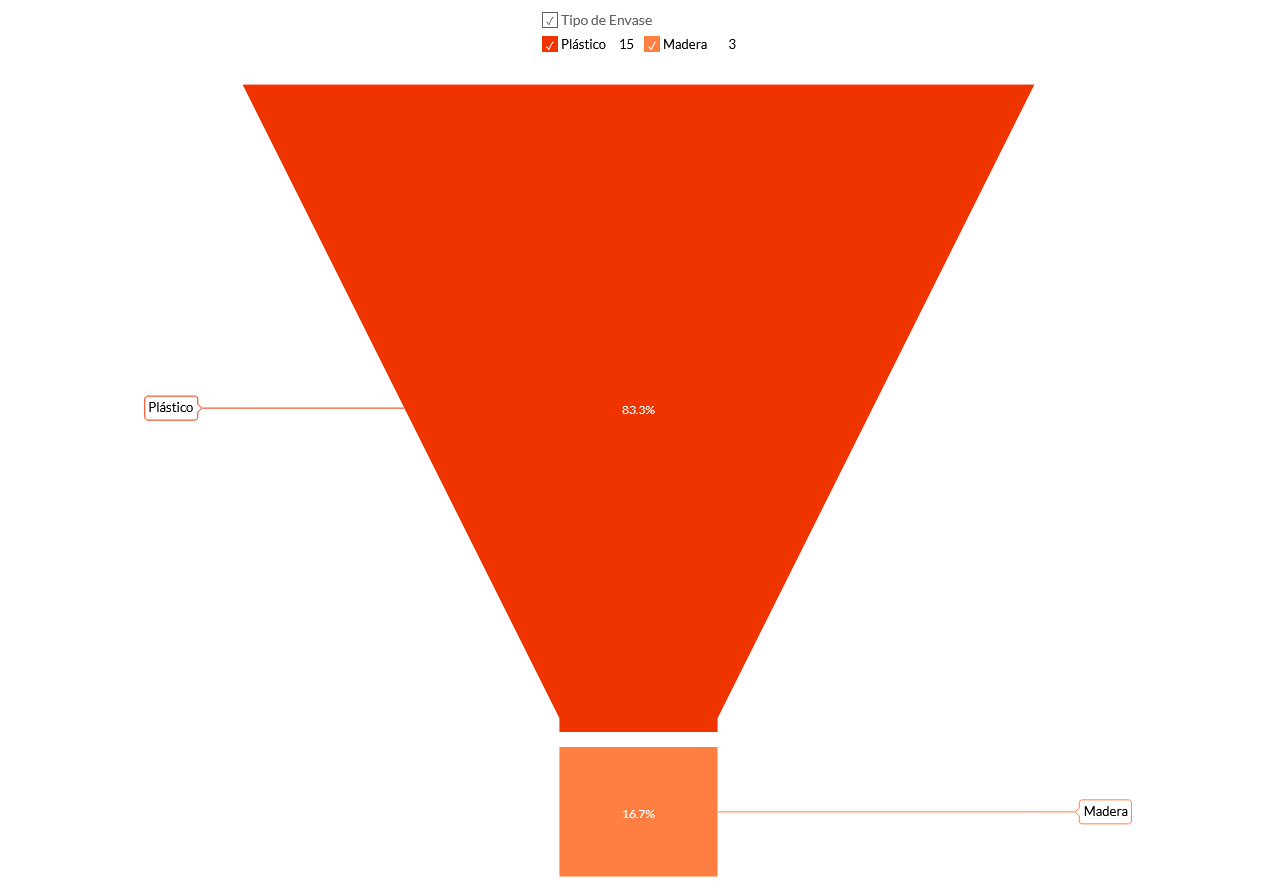 Tipo de Envase
Plástico 15 Madera 3
Plástico
83.3%
16.7%
Madera